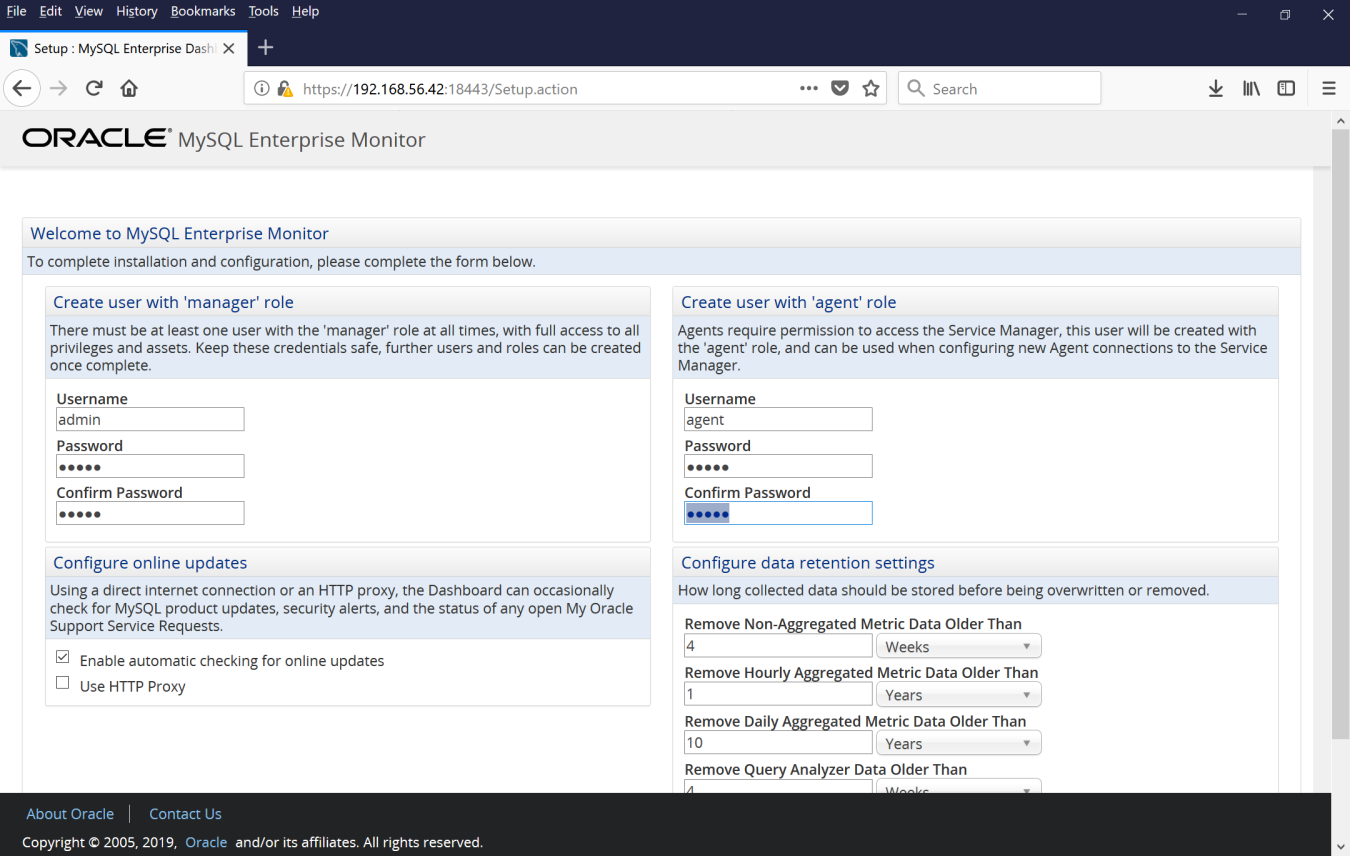 File Edit View History Bookmarks Tools Help
Setup : MySQL Enterprise Dash
https://192.168.56.42:18443/Setup.action
Search
ORACLE® MySQL Enterprise Monitor
Welcome to MySQL Enterprise Monitor
To complete installation and configuration, please complete the form below.
Create user with 'manager' role
There must be at least one user with the 'manager' role at all times, with full access to all
privileges and assets. Keep these credentials safe, further users and roles can be created
once complete.
Username
admin
Password
•••••
Confirm Password
•••••
Create user with 'agent' role
Agents require permission to access the Service Manager, this user will be created with
the 'agent' role, and can be used when configuring new Agent connections to the Service
Manager.
Username
agent
Password
•••••
Confirm Password
•••••
Configure online updates
Using a direct internet connection or an HTTP proxy, the Dashboard can occasionally
check for MySQL product updates, security alerts, and the status of any open My Oracle
Support Service Requests.
Enable automatic checking for online updates
Use HTTP Proxy
Configure data retention settings
How long collected data should be stored before being overwritten or removed.
Remove Non-Aggregated Metric Data Older Than
4 Weeks
Remove Hourly Aggregated Metric Data Older Than
1 Years
Remove Daily Aggregated Metric Data Older Than
10 Years
Remove Query Analyzer Data Older Than
4 Weeks
About Oracle | Contact Us
Copyright © 2005, 2019, Oracle and/or its affiliates. All rights reserved.